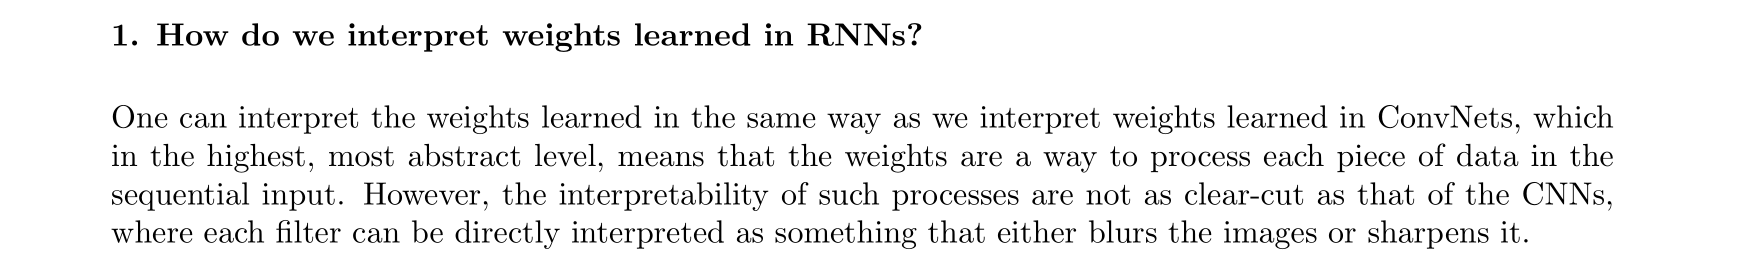 1. How do we interpret weights learned in RNNs?
One can interpret the weights learned in the same way as we interpret weights learned in ConvNets, which
in the highest, most abstract level, means that the weights are a way to process each piece of data in the
sequential input. However, the interpretability of such processes are not as clear-cut as that of the CNNs,
where each filter can be directly interpreted as something that either blurs the images or sharpens it.